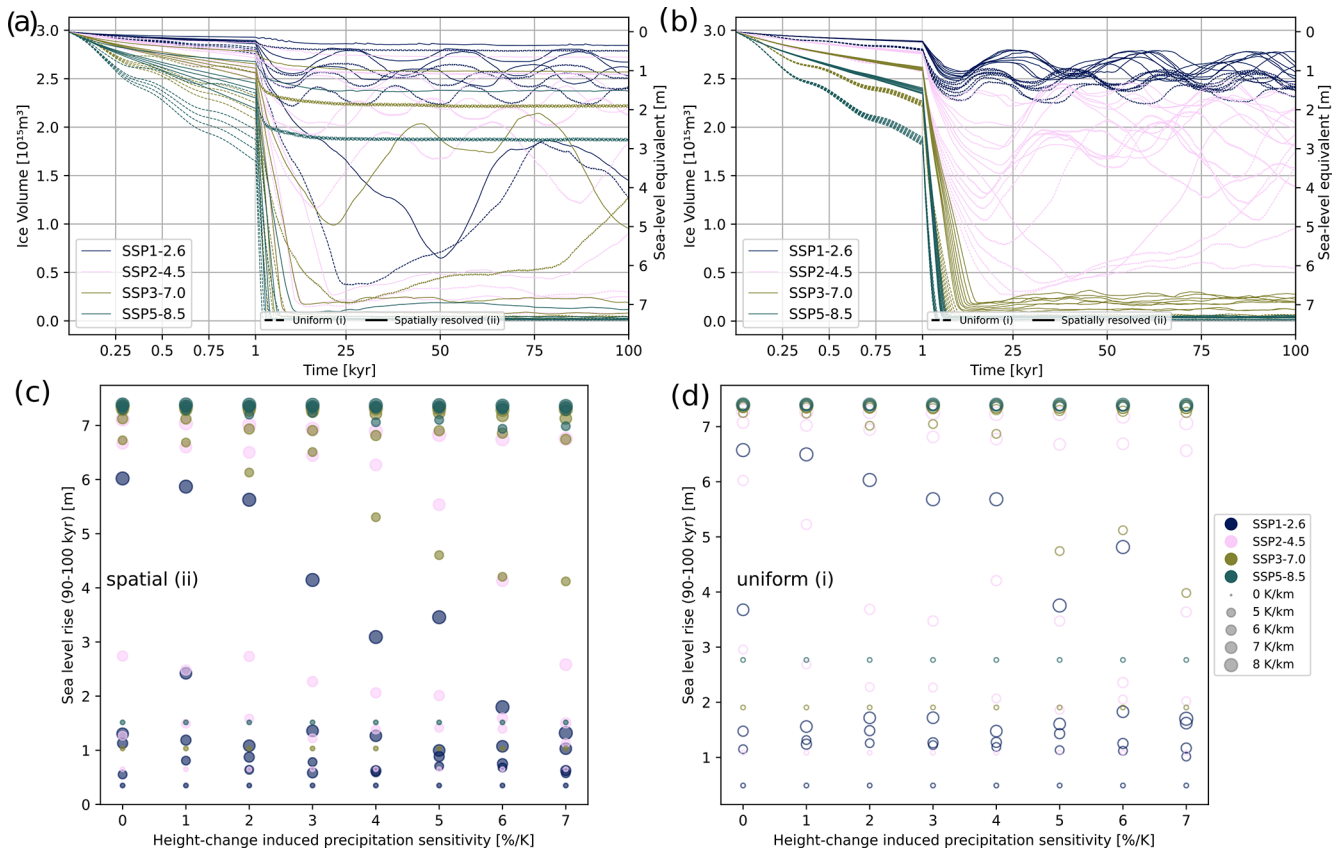 (a)
3.0
2.5
2.0
1.5
1.0
0.5
0.0
Ice Volume [10¹⁵m³]
0
1
2
3
4
5
6
7
Sea-level equivalent [m]
SSP1-2.6
SSP2-4.5
SSP3-7.0
SSP5-8.5
Uniform (i)
Spatially resolved (ii)
0.25 0.5 0.75 1 25 50 75 100
Time [kyr]
(b)
3.0
2.5
2.0
1.5
1.0
0.5
0.0
Ice Volume [10¹⁵m³]
0
1
2
3
4
5
6
7
Sea-level equivalent [m]
SSP1-2.6
SSP2-4.5
SSP3-7.0
SSP5-8.5
Uniform (i)
Spatially resolved (ii)
0.25 0.5 0.75 1 25 50 75 100
Time [kyr]
(c)
7
6
5
4
3
2
1
0
Sea level rise (90-100 kyr) [m]
spatial (ii)
0 1 2 3 4 5 6 7
Height-change induced precipitation sensitivity [%/K]
(d)
7
6
5
4
3
2
1
Sea level rise (90-100 kyr) [m]
uniform (i)
0 1 2 3 4 5 6 7
Height-change induced precipitation sensitivity [%/K]
SSP1-2.6
SSP2-4.5
SSP3-7.0
SSP5-8.5
0 K/km
5 K/km
6 K/km
7 K/km
8 K/km